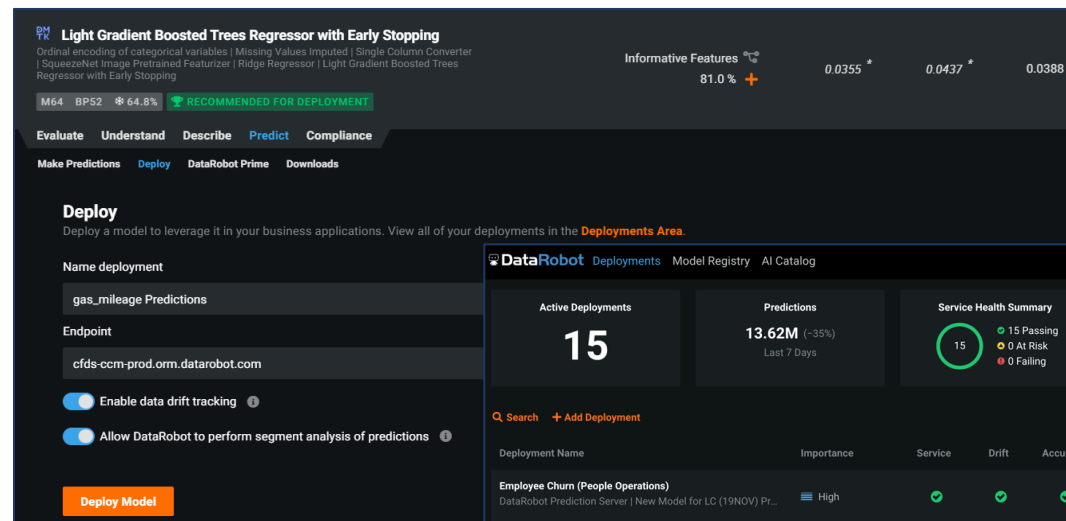 Light Gradient Boosted Trees Regressor with Early Stopping
Ordinal encoding of categorical variables | Missing Values Imputed | Single Column Converter
| SqueezeNet Image Pretrained Featurizer | Ridge Regressor | Light Gradient Boosted Trees
Regressor with Early Stopping
Informative Features
81.0 %
0.0355 *
0.0437 *
0.0388
M64 BP52 64.8% RECOMMENDED FOR DEPLOYMENT
Evaluate Understand Describe Predict Compliance
Make Predictions Deploy DataRobot Prime Downloads
Deploy
Deploy a model to leverage it in your business applications. View all of your deployments in the Deployments Area.
Name deployment
gas_mileage Predictions
Endpoint
cfds-ccm-prod.orm.datarobot.com
Enable data drift tracking
Allow DataRobot to perform segment analysis of predictions
Deploy Model
DataRobot Deployments Model Registry AI Catalog
Active Deployments
15
Predictions
13.62M (-35%)
Last 7 Days
Service Health Summary
15
15 Passing
0 At Risk
0 Failing
Search + Add Deployment
Deployment Name Importance Service Drift Accu
Employee Churn (People Operations)
DataRobot Prediction Server | New Model for LC (19NOV) Pr...
High